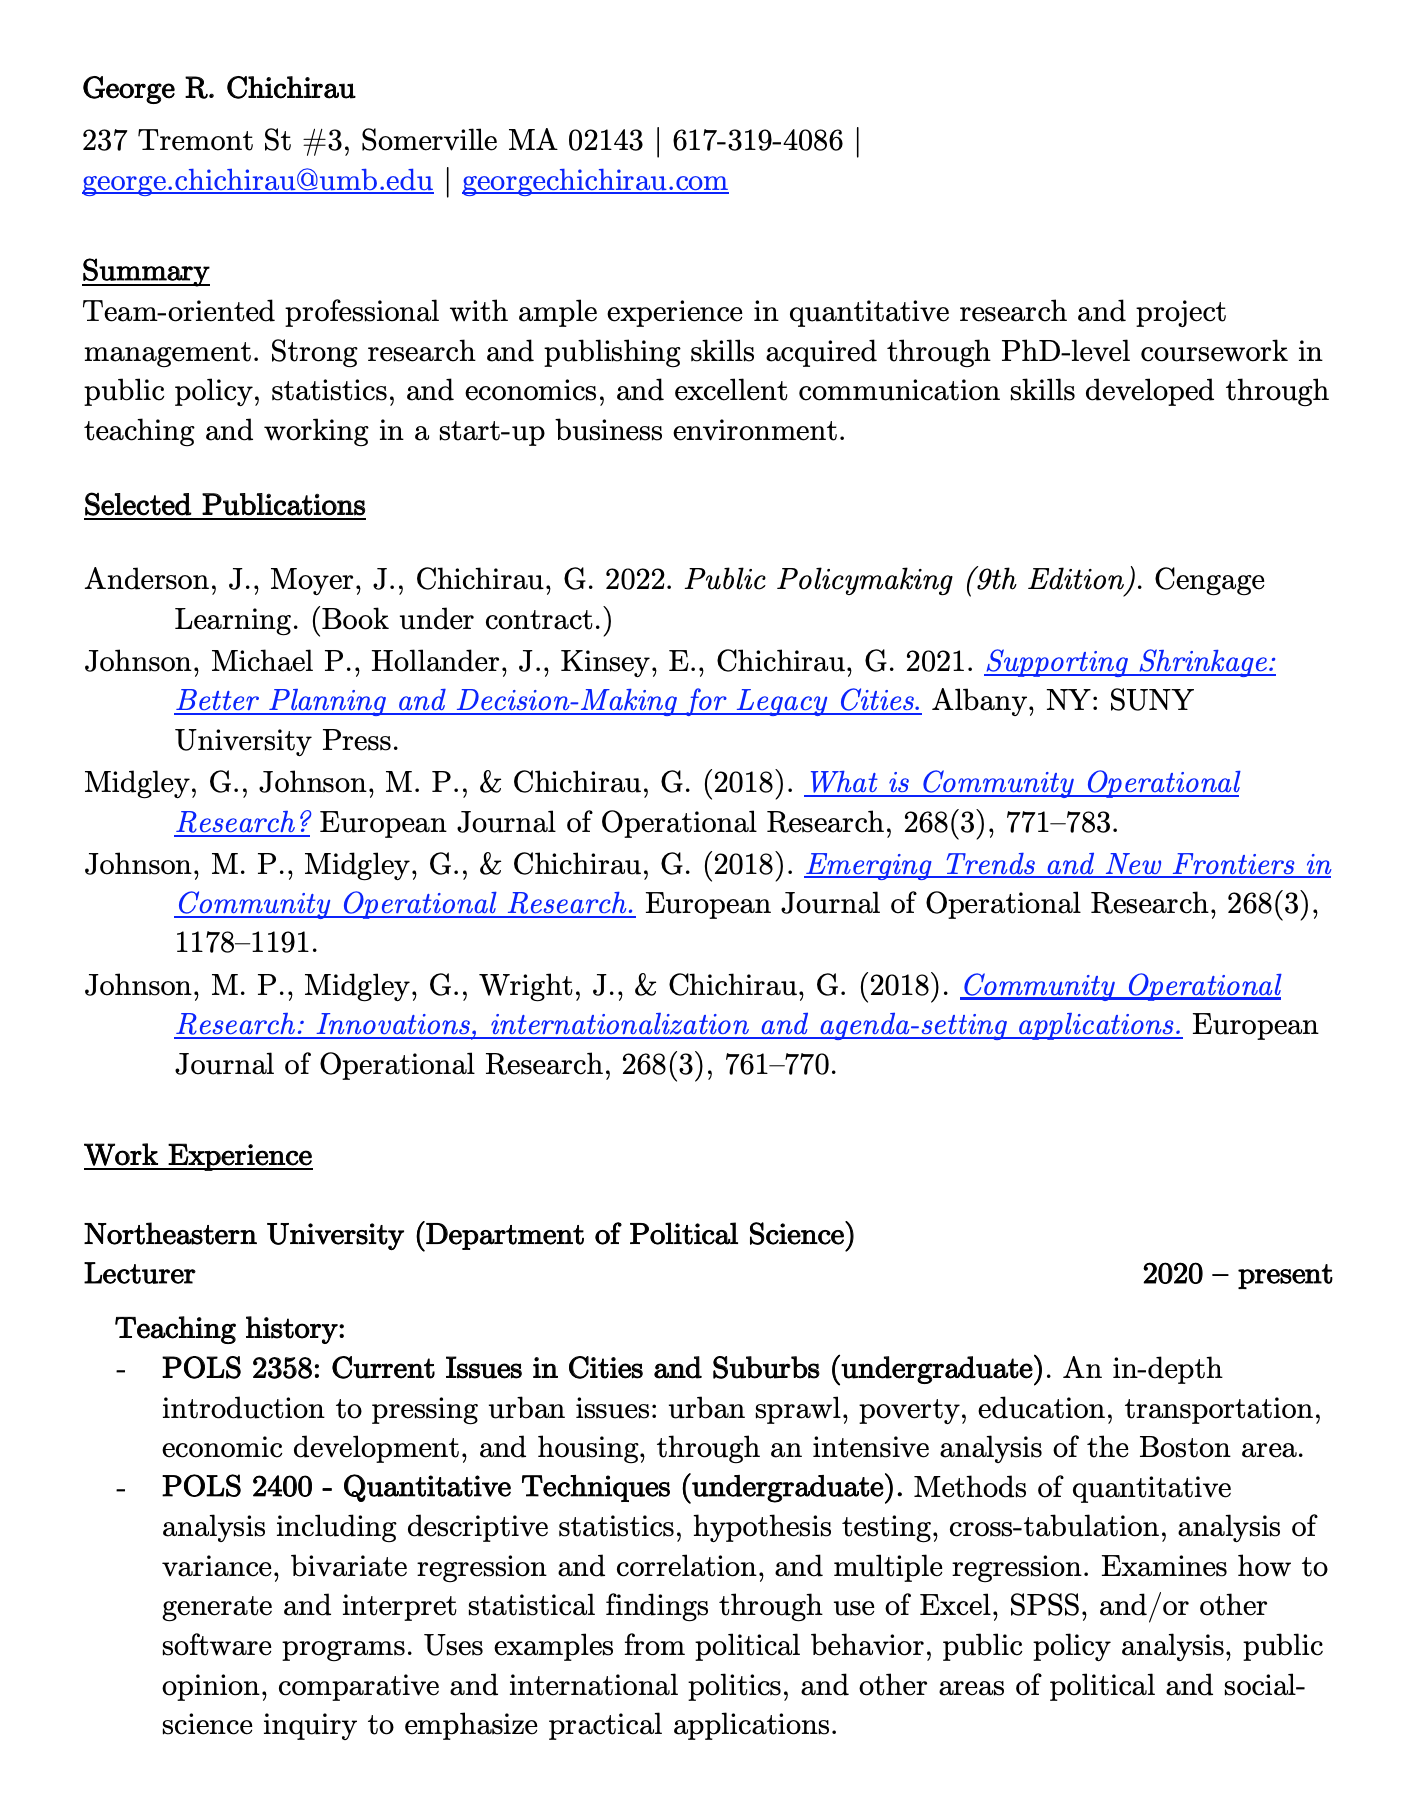 George R. Chichirau
237 Tremont St #3, Somerville MA 02143 | 617-319-4086 |
george.chichirau@umb.edu | georgechichirau.com
Summary
Team-oriented professional with ample experience in quantitative research and project
management. Strong research and publishing skills acquired through PhD-level coursework in
public policy, statistics, and economics, and excellent communication skills developed through
teaching and working in a start-up business environment.
Selected Publications
Anderson, J., Moyer, J., Chichirau, G. 2022. Public Policymaking (9th Edition). Cengage
Learning. (Book under contract.)
Johnson, Michael P., Hollander, J., Kinsey, E., Chichirau, G. 2021. Supporting Shrinkage:
Better Planning and Decision-Making for Legacy Cities. Albany, NY: SUNY
University Press.
Midgley, G., Johnson, M. P., & Chichirau, G. (2018). What is Community Operational
Research? European Journal of Operational Research, 268(3), 771–783.
Johnson, M. P., Midgley, G., & Chichirau, G. (2018). Emerging Trends and New Frontiers in
Community Operational Research. European Journal of Operational Research, 268(3),
1178–1191.
Johnson, M. P., Midgley, G., Wright, J., & Chichirau, G. (2018). Community Operational
Research: Innovations, internationalization and agenda-setting applications. European
Journal of Operational Research, 268(3), 761–770.
Work Experience
Northeastern University (Department of Political Science)
Lecturer 2020 – present
Teaching history:
- POLS 2358: Current Issues in Cities and Suburbs (undergraduate). An in-depth
introduction to pressing urban issues: urban sprawl, poverty, education, transportation,
economic development, and housing, through an intensive analysis of the Boston area.
- POLS 2400 - Quantitative Techniques (undergraduate). Methods of quantitative
analysis including descriptive statistics, hypothesis testing, cross-tabulation, analysis of
variance, bivariate regression and correlation, and multiple regression. Examines how to
generate and interpret statistical findings through use of Excel, SPSS, and/or other
software programs. Uses examples from political behavior, public policy analysis, public
opinion, comparative and international politics, and other areas of political and social-
science inquiry to emphasize practical applications.